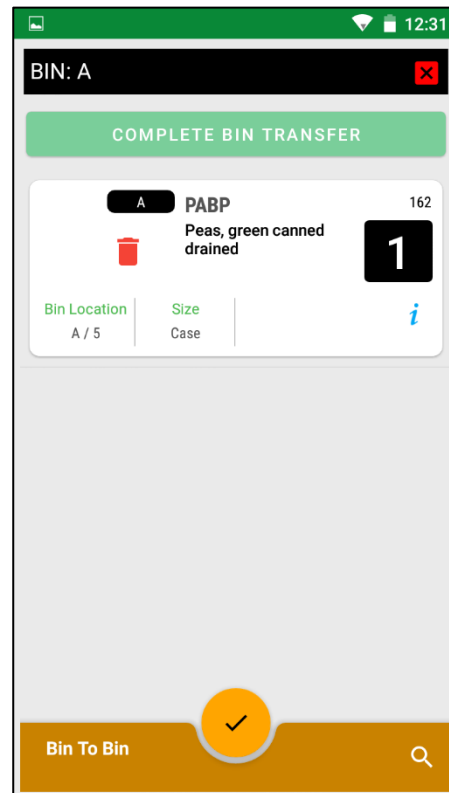 12:31
BIN: A
COMPLETE BIN TRANSFER
A
PABP
162
Peas, green canned
drained
1
Bin Location
Size
A / 5
Case
i
Bin To Bin